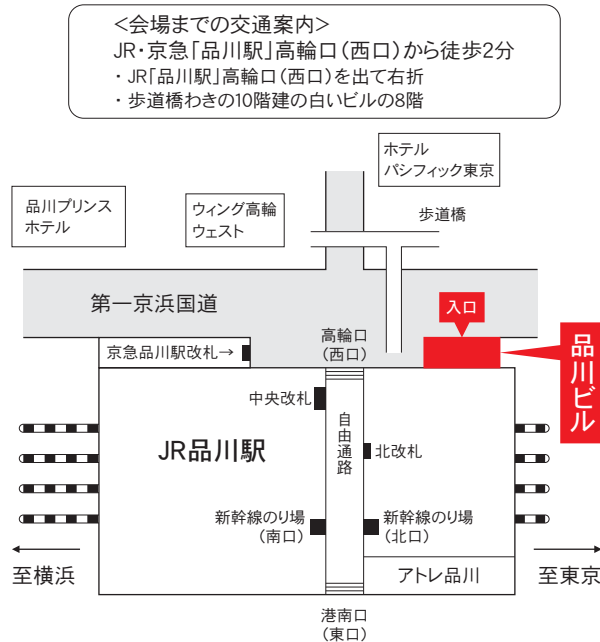 ＜会場までの交通案内＞
JR・京急「品川駅」高輪口（西口）から徒歩2分
・ JR「品川駅」高輪口（西口）を出て右折
・ 歩道橋わきの10階建の白いビルの8階
ホテル
パシフィック東京
品川プリンス
ホテル
ウィング高輪
ウェスト
歩道橋
第一京浜国道
入口
高輪口
（西口）
京急品川駅改札→
品川ビル
中央改札
自由通路
JR品川駅
北改札
新幹線のり場
（南口）
新幹線のり場
（北口）
至横浜
アトレ品川
至東京
港南口
（東口）